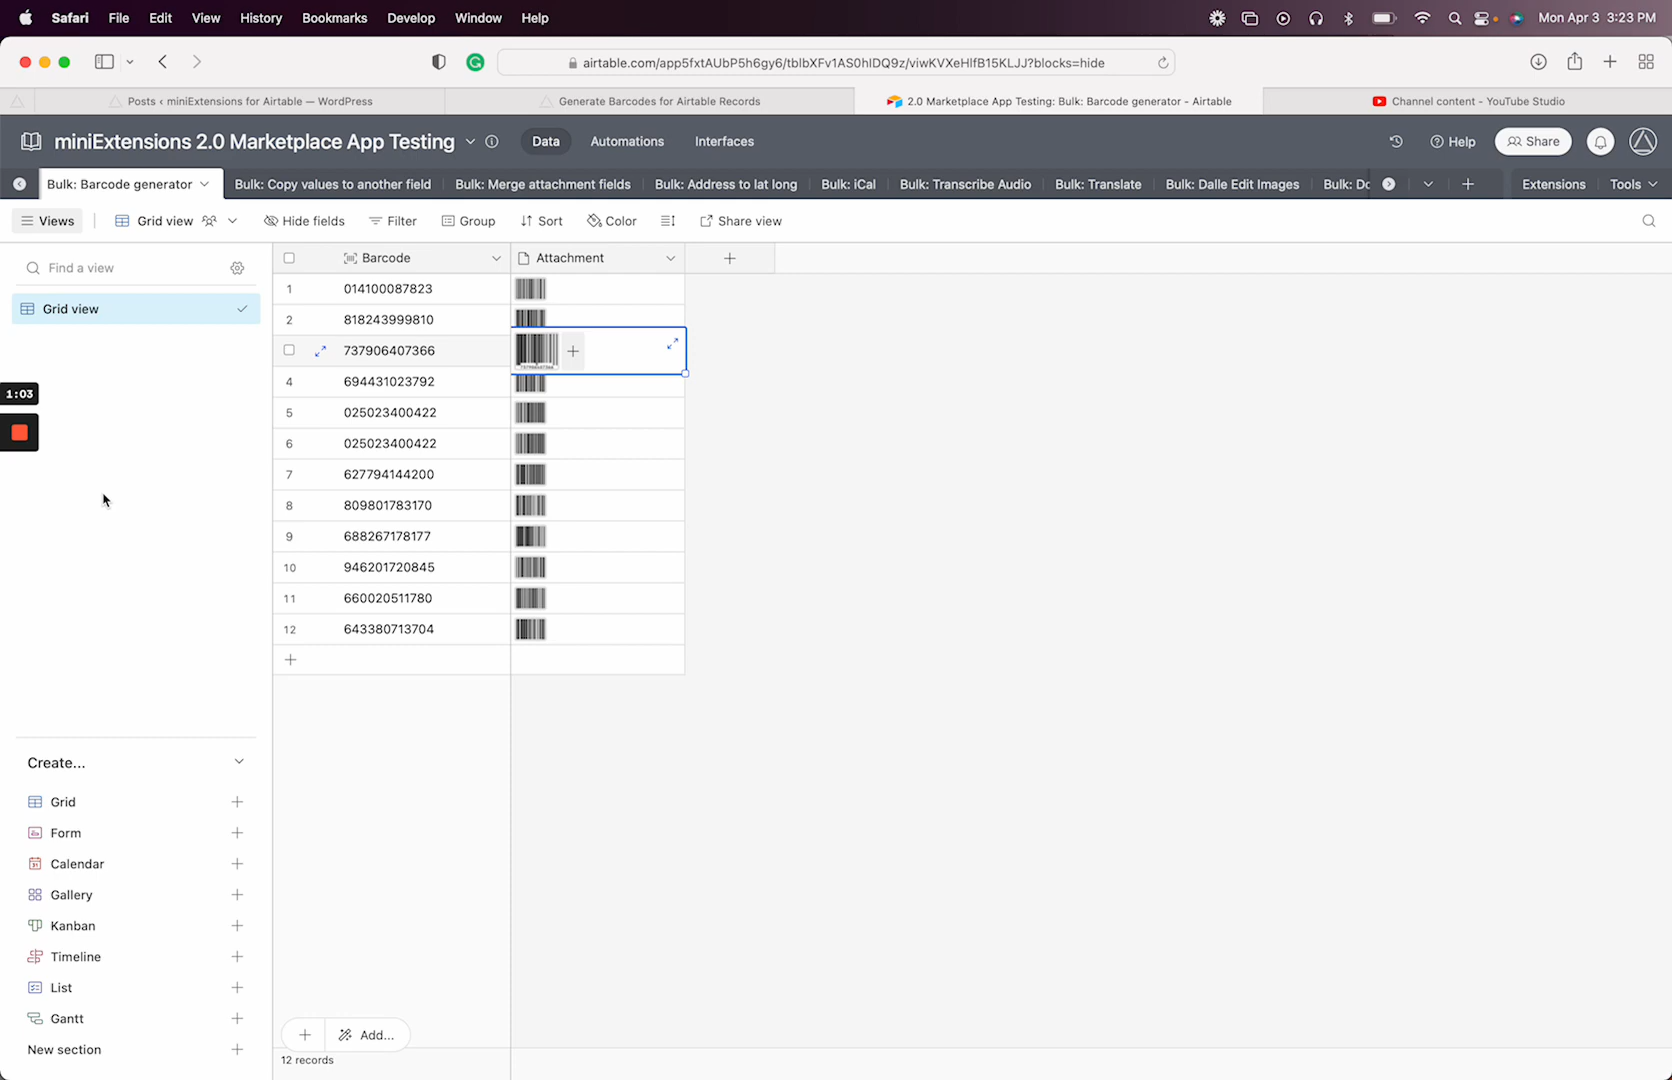 Safari File Edit View History Bookmarks Develop Window Help Mon Apr 3 3:23 PM
airtable.com/app5fxtAUbP5h6gy6/tblbXFv1AS0hIDQ9z/viwKVXeHlfB15KLJJ?blocks=hide
Posts ‹ miniExtensions for Airtable — WordPress Generate Barcodes for Airtable Records 2.0 Marketplace App Testing: Bulk: Barcode generator - Airtable Channel content - YouTube Studio
miniExtensions 2.0 Marketplace App Testing Data Automations Interfaces Help Share
Bulk: Barcode generator Bulk: Copy values to another field Bulk: Merge attachment fields Bulk: Address to lat long Bulk: iCal Bulk: Transcribe Audio Bulk: Translate Bulk: Dalle Edit Images Bulk: Dc Extensions Tools
Views Grid view Hide fields Filter Group Sort Color Share view
Find a view
Barcode Attachment
Grid view
1 014100087823
2 818243999810
737906407366
4 694431023792
5 025023400422
6 025023400422
7 627794144200
8 809801783170
9 688267178177
10 946201720845
11 660020511780
12 643380713704
1:03
Create...
Grid
Form
Calendar
Gallery
Kanban
Timeline
List
Gantt
New section
Add...
12 records